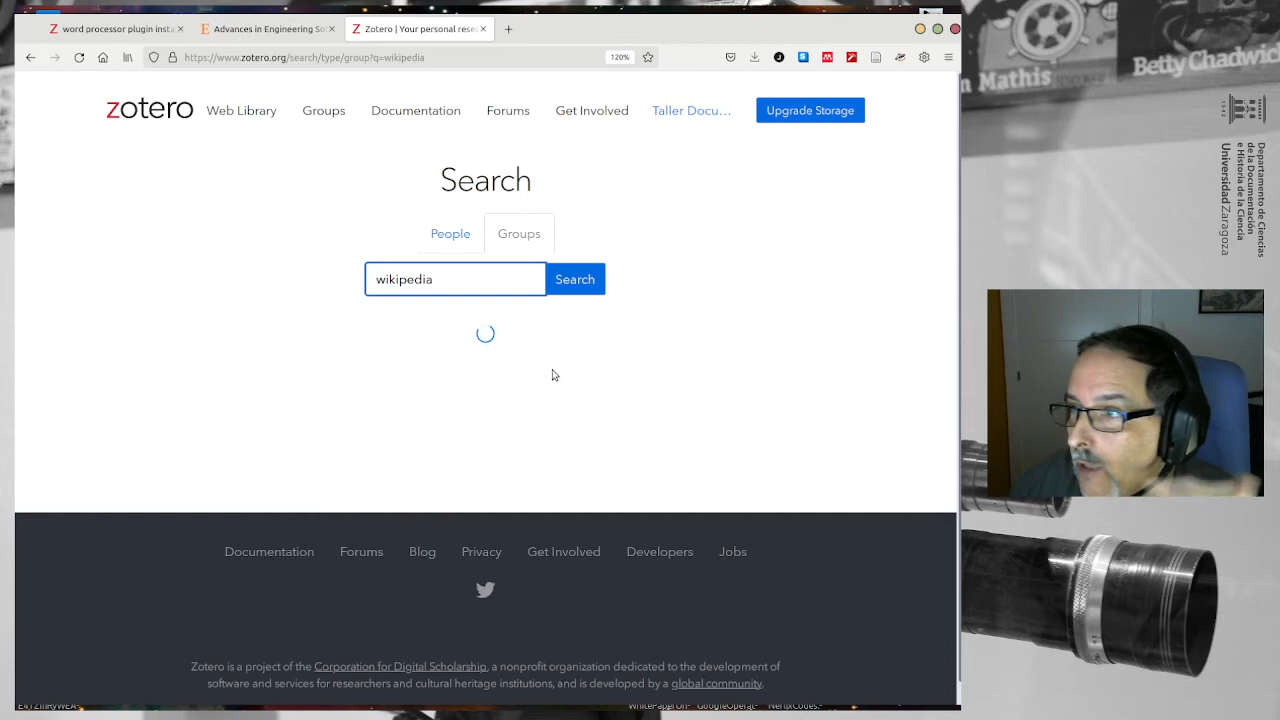 word processor plugin insta
Advances in Engineering So
Zotero | Your personal rese
https://www.zotero.org/search/type/group?q=wikipedia
120%
zotero
Web Library
Groups
Documentation
Forums
Get Involved
Taller Docu...
Upgrade Storage
Search
People
Groups
wikipedia
Search
Documentation
Forums
Blog
Privacy
Get Involved
Developers
Jobs
Zotero is a project of the Corporation for Digital Scholarship, a nonprofit organization dedicated to the development of
software and services for researchers and cultural heritage institutions, and is developed by a global community.
Mathis
Betty Chadwic
Departamento de Ciencias
de la Documentación
e Historia de la Ciencia
Universidad Zaragoza
1542